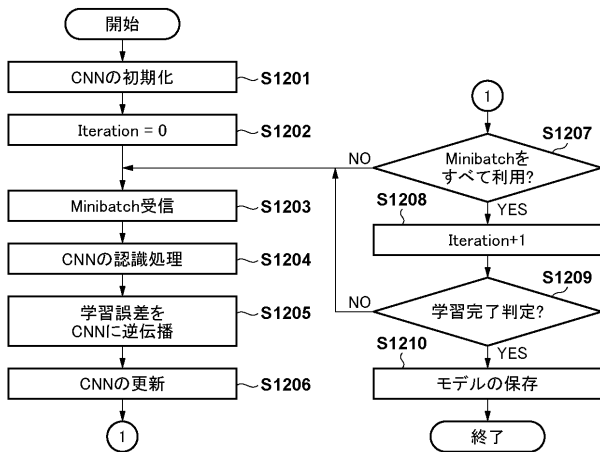 開始
CNNの初期化
S1201
Iteration = 0
S1202
Minibatch受信
S1203
CNNの認識処理
S1204
学習誤差を
CNNに逆伝播
S1205
CNNの更新
S1206
1
1
S1207
NO
Minibatchを
すべて利用?
YES
S1208
Iteration+1
S1209
NO
学習完了判定?
YES
S1210
モデルの保存
終了